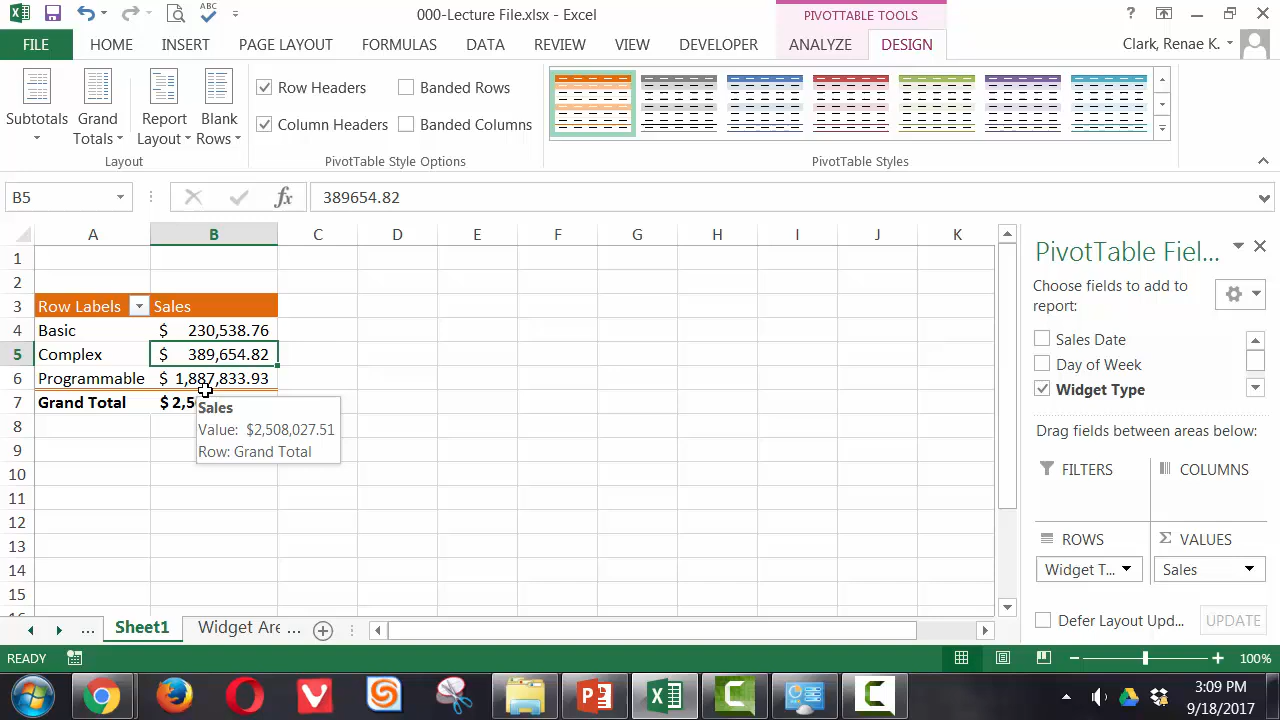 000-Lecture File.xlsx - Excel
PIVOTTABLE TOOLS
?
FILE
HOME
INSERT
PAGE LAYOUT
FORMULAS
DATA
REVIEW
VIEW
DEVELOPER
ANALYZE
DESIGN
Clark, Renae K.
Subtotals
Grand
Totals
Report
Layout
Blank
Rows
Row Headers
Banded Rows
Column Headers
Banded Columns
Layout
PivotTable Style Options
PivotTable Styles
B5
fx
389654.82
A B C D E F G H I J K
1
2
3 Row Labels Sales
4 Basic $ 230,538.76
5 Complex $ 389,654.82
6 Programmable $ 1,887,833.93
7 Grand Total $ 2,5
Sales
Value: $2,508,027.51
Row: Grand Total
8
9
10
11
12
13
14
15
PivotTable Fiel...
Choose fields to add to
report:
Sales Date
Day of Week
Widget Type
Drag fields between areas below:
FILTERS
COLUMNS
ROWS
Σ VALUES
Widget T...
Sales
Defer Layout Upd...
UPDATE
...
Sheet1
Widget Are ...
READY
100%
3:09 PM
9/18/2017